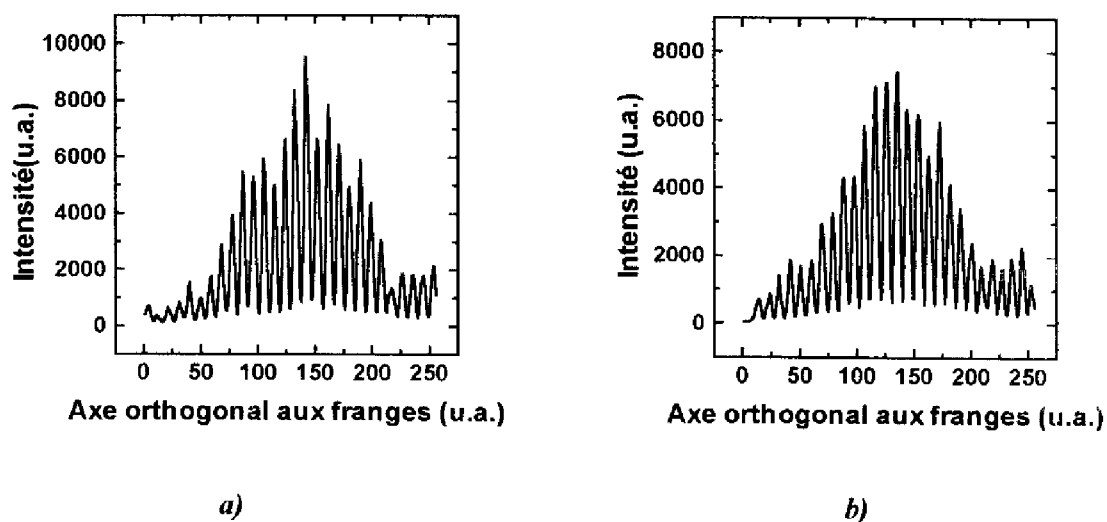 10000
8000
6000
4000
2000
0
Intensité(u.a.)
0 50 100 150 200 250
Axe orthogonal aux franges (u.a.)
a)
8000
6000
4000
2000
0
Intensité (u.a.)
0 50 100 150 200 250
Axe orthogonal aux franges (u.a.)
b)